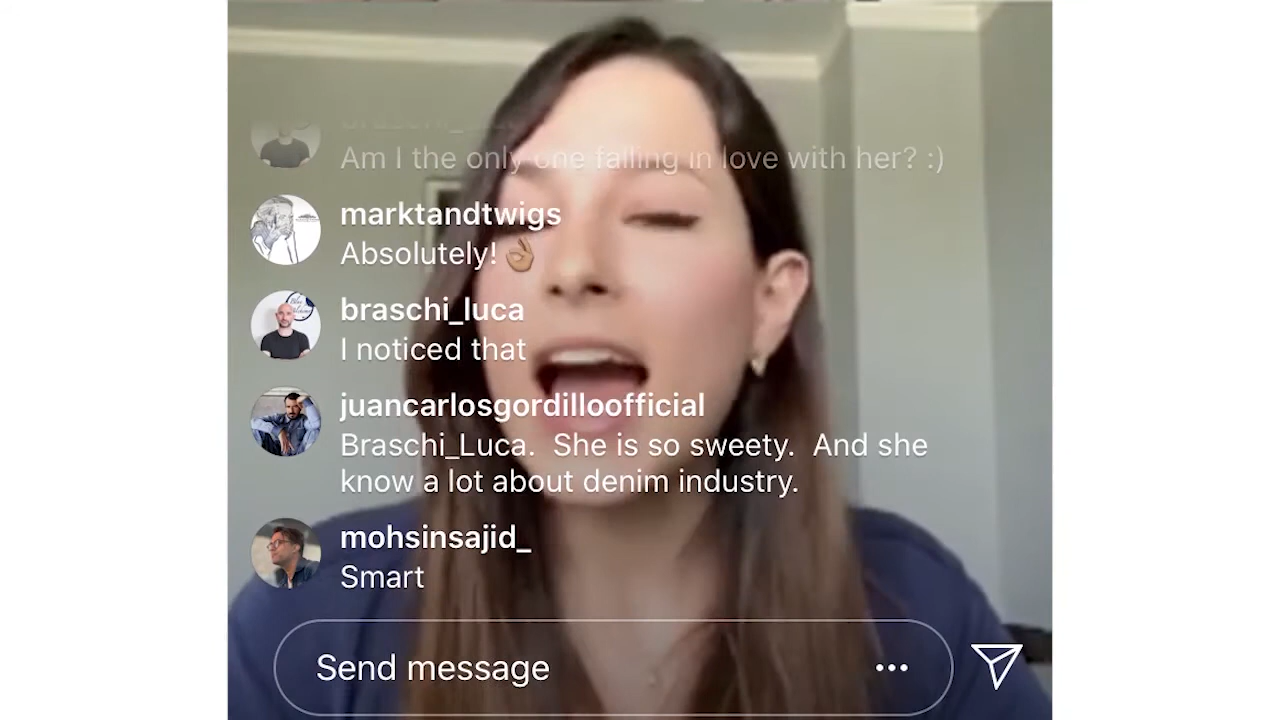 Am I the only one falling in love with her? :)
marktandtwigs
Absolutely! 👌🏽
braschi_luca
I noticed that
juancarlosgordilloofficial
Braschi_Luca.  She is so sweety.  And she
know a lot about denim industry.
mohsinsajid_
Smart
Send message